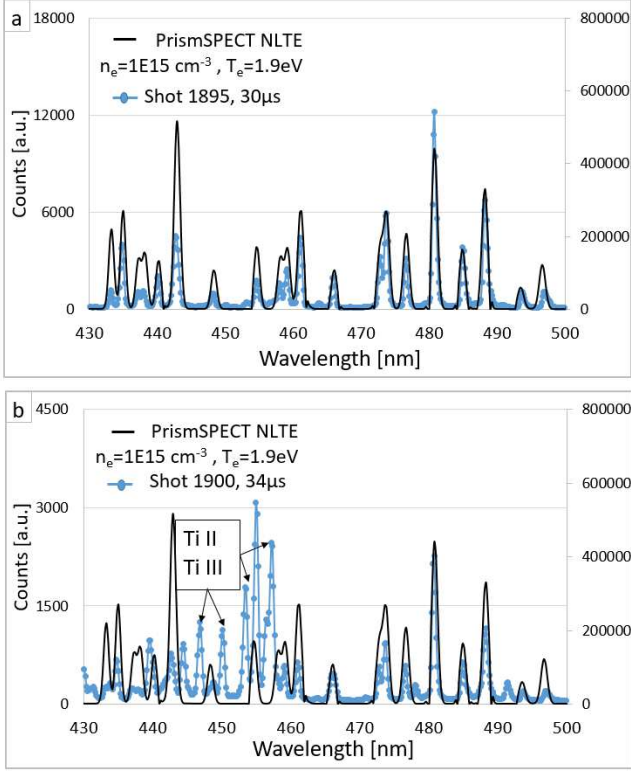 a
18000
12000
6000
0
Counts [a.u.]
PrismSPECT NLTE
nₑ=1E15 cm⁻³ , Tₑ=1.9eV
Shot 1895, 30µs
800000
600000
400000
200000
0
430 440 450 460 470 480 490 500
Wavelength [nm]
b
4500
3000
1500
0
Counts [a.u.]
PrismSPECT NLTE
nₑ=1E15 cm⁻³ , Tₑ=1.9eV
Shot 1900, 34µs
Ti II
Ti III
800000
600000
400000
200000
0
430 440 450 460 470 480 490 500
Wavelength [nm]